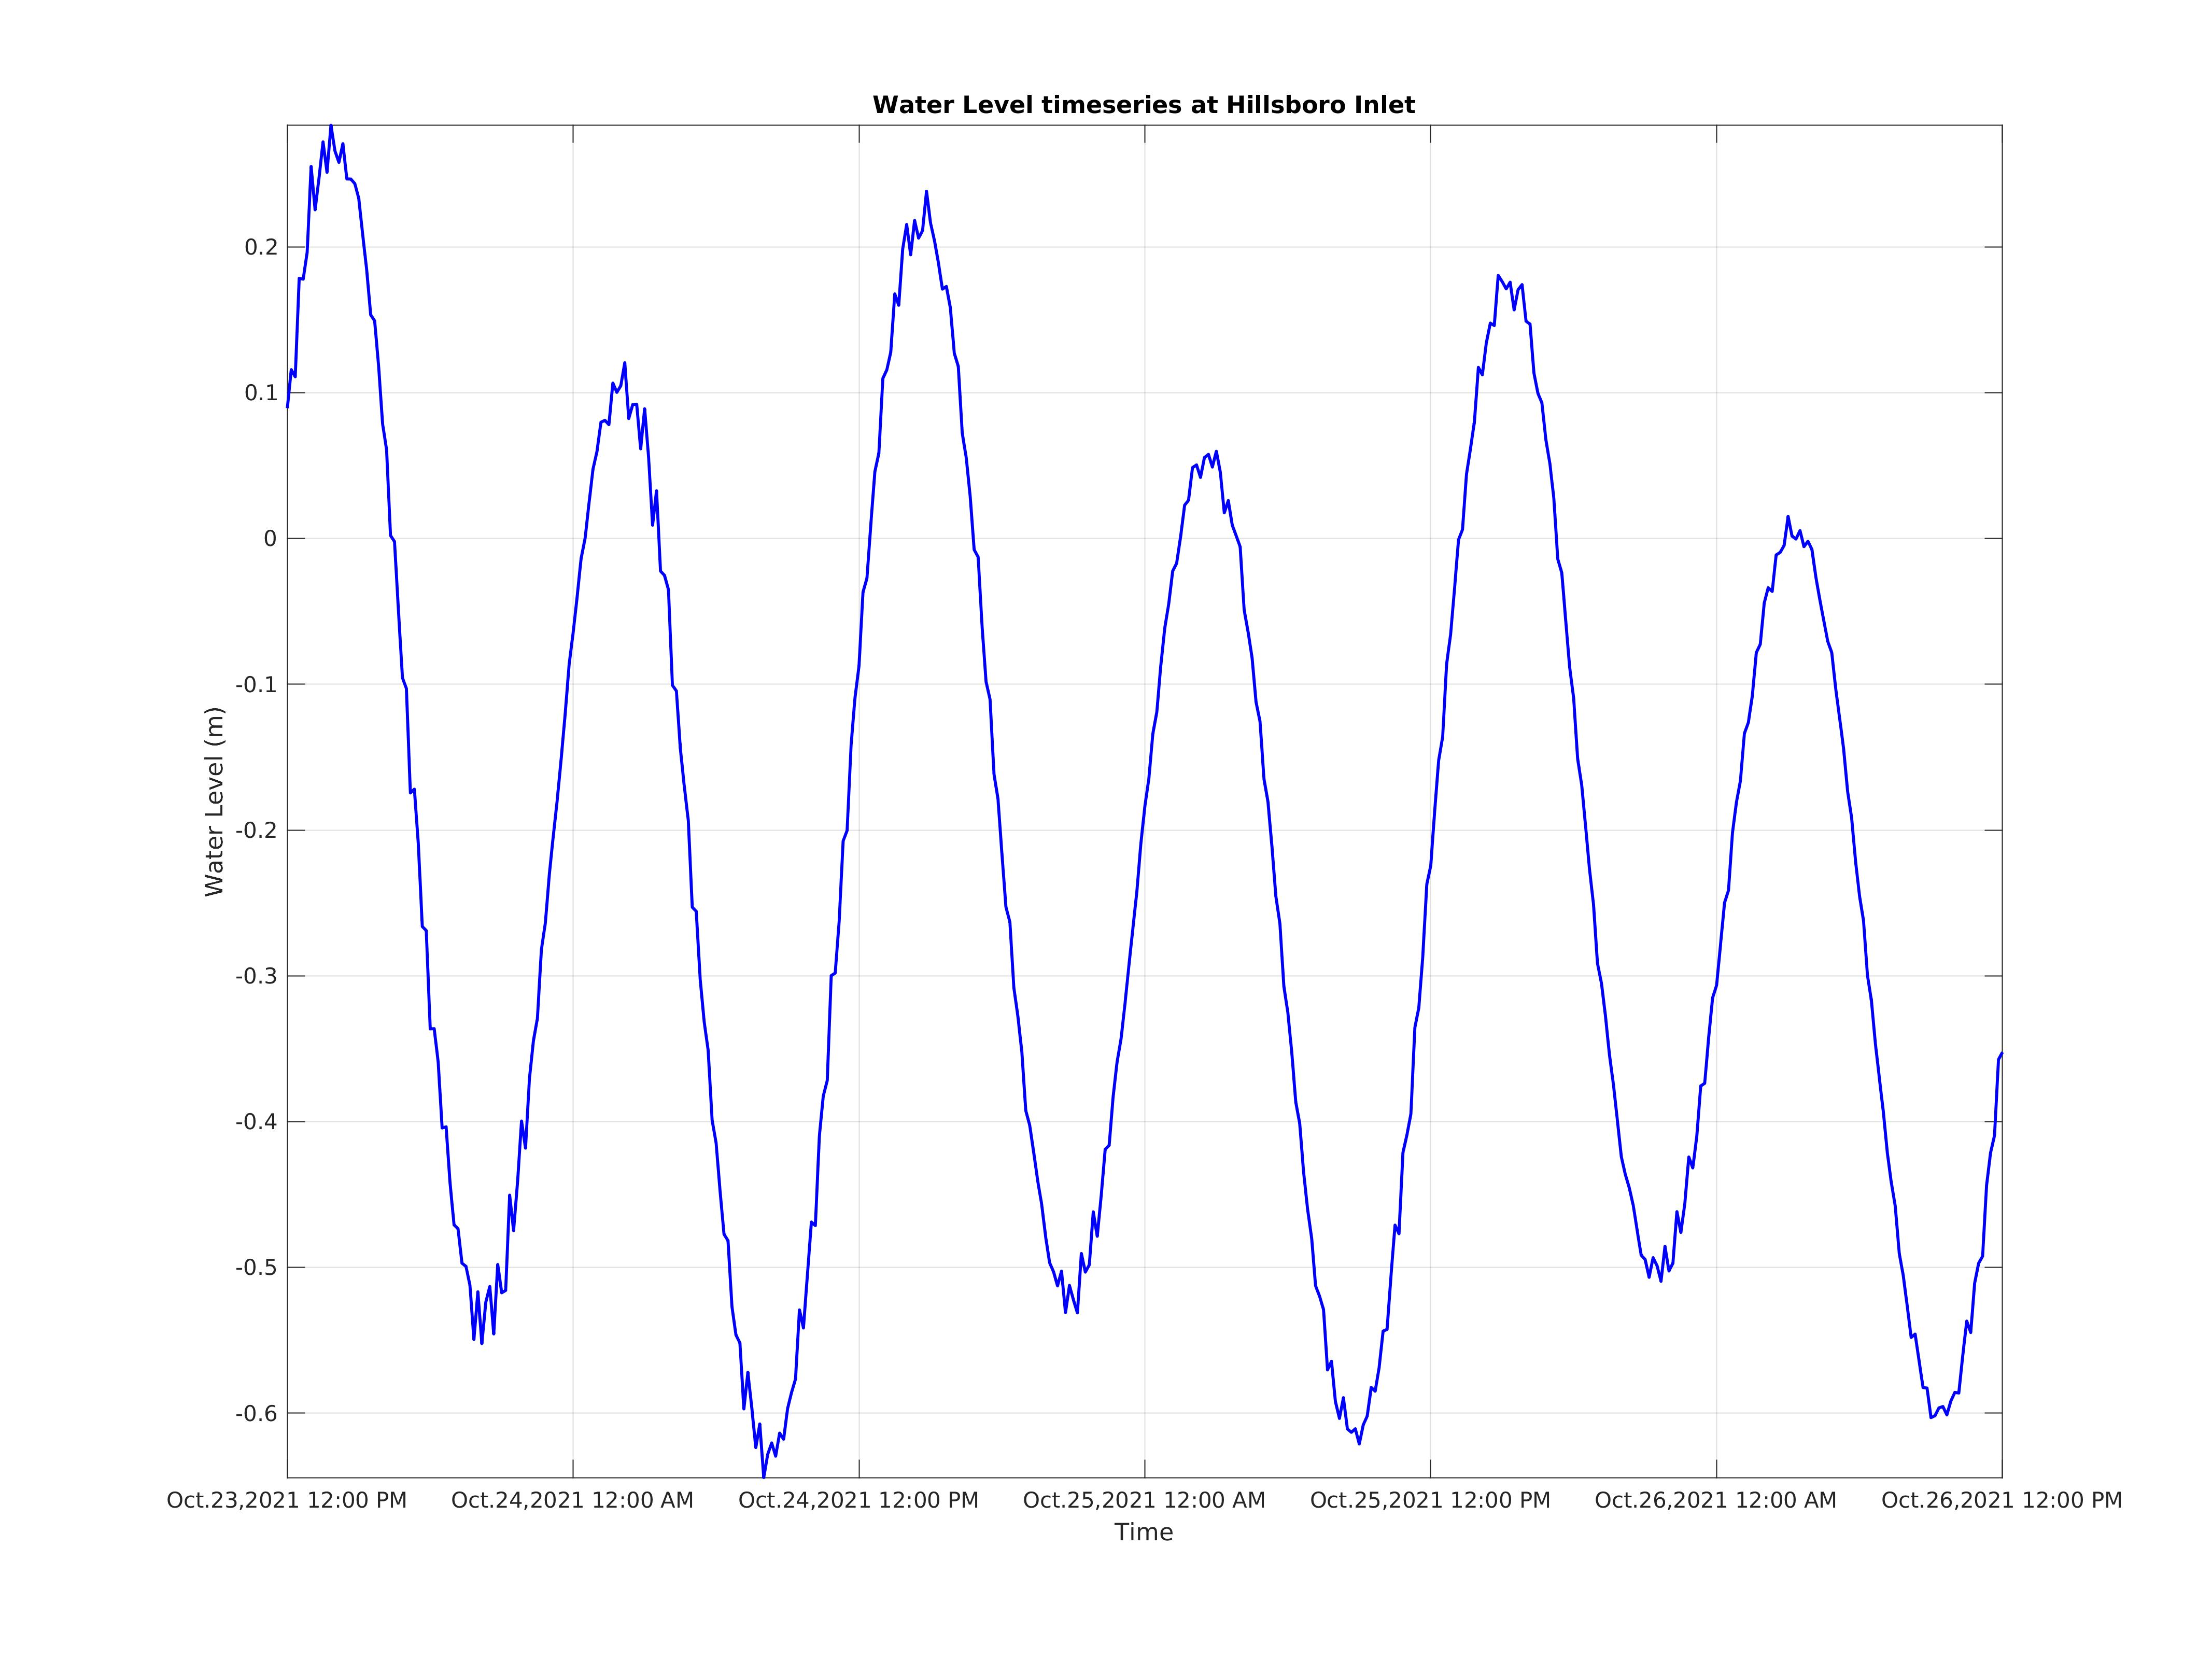 Water Level timeseries at Hillsboro Inlet
0.2
0.1
0
-0.1
-0.2
-0.3
-0.4
-0.5
-0.6
Water Level (m)
Oct.23,2021 12:00 PM Oct.24,2021 12:00 AM Oct.24,2021 12:00 PM Oct.25,2021 12:00 AM Oct.25,2021 12:00 PM Oct.26,2021 12:00 AM Oct.26,2021 12:00 PM
Time